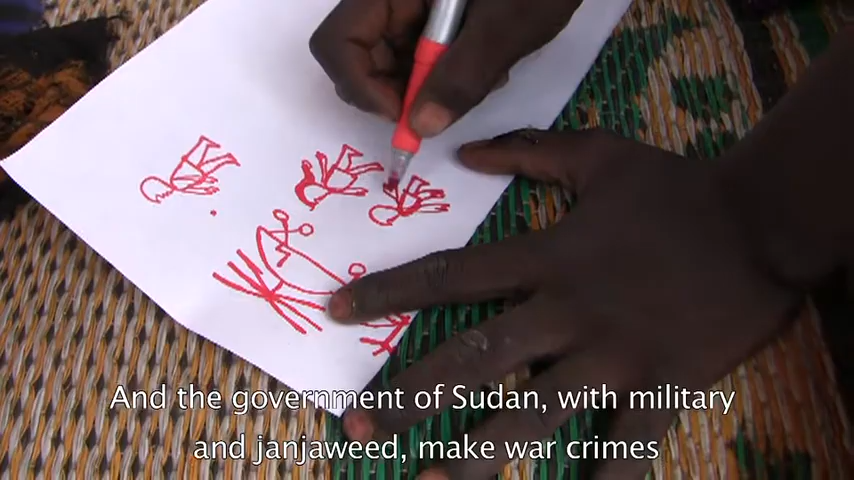 And the government of Sudan, with military
and janjaweed, make war crimes